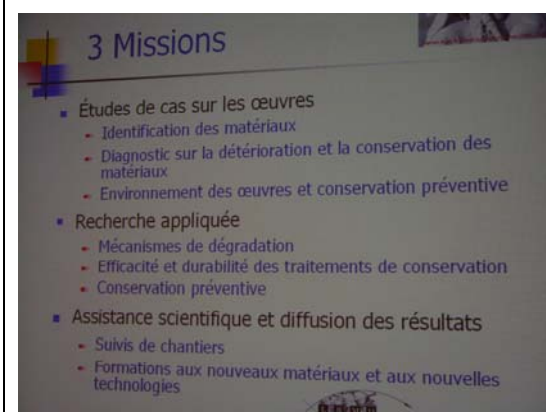 3 Missions
Études de cas sur les œuvres
Identification des matériaux
Diagnostic sur la détérioration et la conservation des
matériaux
Environnement des œuvres et conservation préventive
Recherche appliquée
Mécanismes de dégradation
Efficacité et durabilité des traitements de conservation
Conservation préventive
Assistance scientifique et diffusion des résultats
Suivis de chantiers
Formations aux nouveaux matériaux et aux nouvelles
technologies